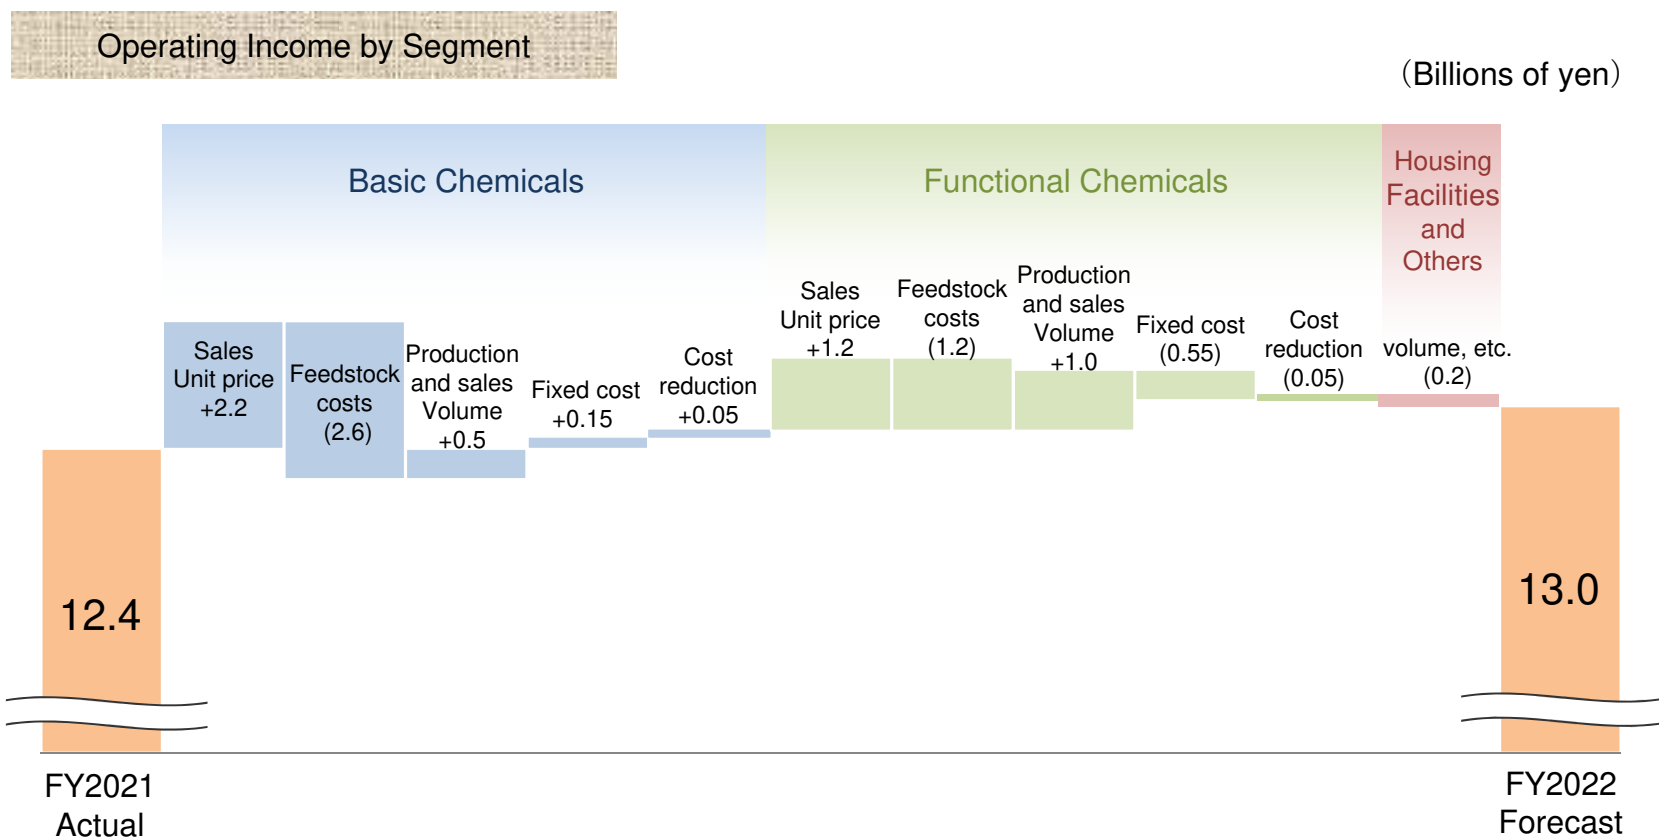 Operating Income by Segment
（Billions of yen）
Basic Chemicals
Functional Chemicals
Housing
Facilities
and
Others
Sales
Unit price
+2.2
Feedstock
costs
(2.6)
Production
and sales
Volume
+0.5
Fixed cost
+0.15
Cost
reduction
+0.05
Sales
Unit price
+1.2
Feedstock
costs
(1.2)
Production
and sales
Volume
+1.0
Fixed cost
(0.55)
Cost
reduction
(0.05)
volume, etc.
(0.2)
12.4
13.0
FY2021
Actual
FY2022
Forecast